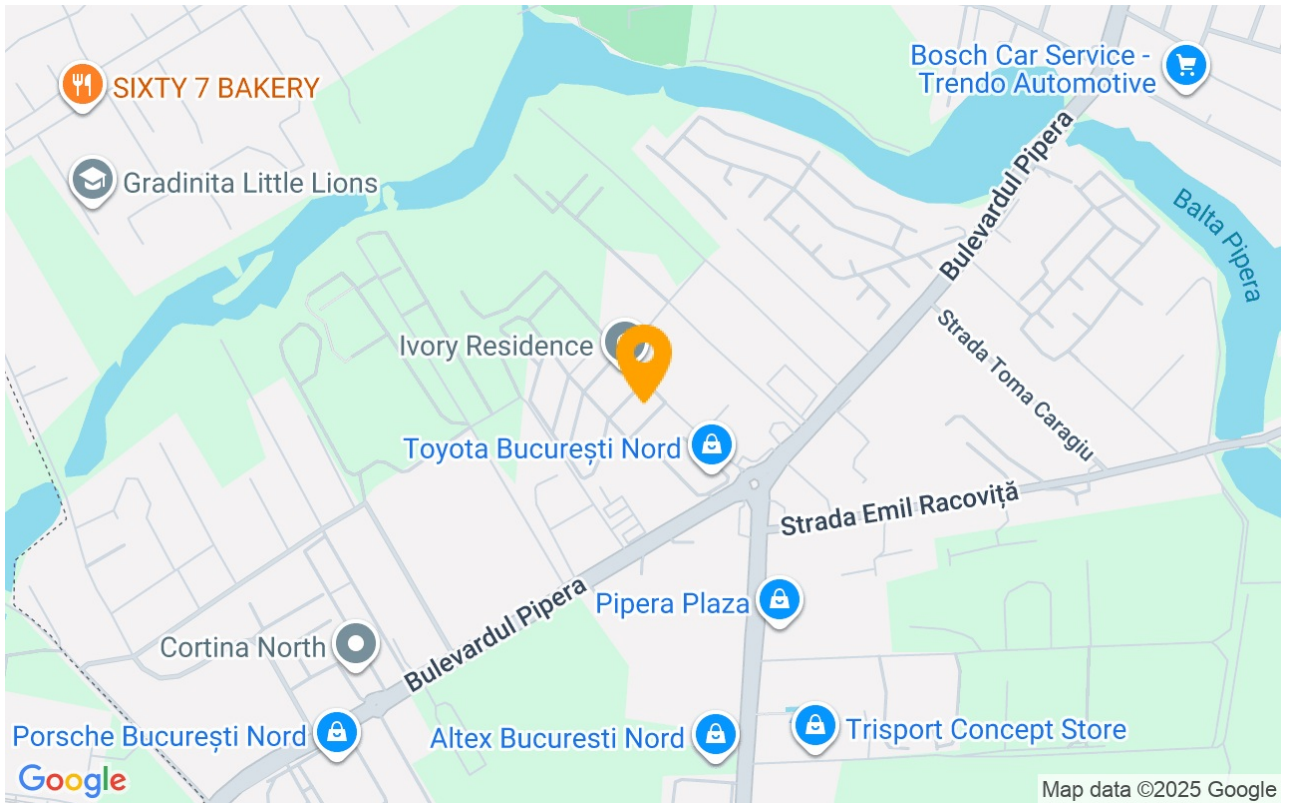 Bosch Car Service -
Trendo Automotive
SIXTY 7 BAKERY
Gradinita Little Lions
Bulevardul Pipera
Balta Pipera
Ivory Residence
Strada Toma Caragiu
Toyota București Nord
Strada Emil Racoviță
Pipera Plaza
Bulevardul Pipera
Cortina North
Porsche București Nord
Altex Bucuresti Nord
Trisport Concept Store
Google
Map data ©2025 Google